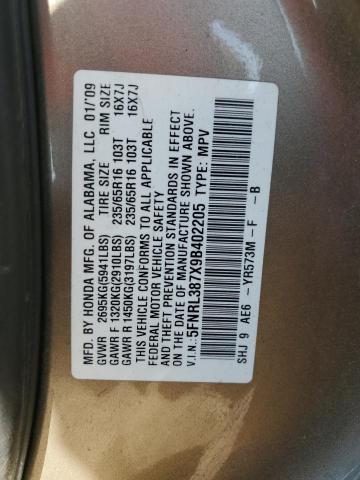 MFD. BY HONDA MFG. OF ALABAMA, LLC 01/'09
GVWR 2695KG(5941LBS) TIRE SIZE RIM SIZE
GAWR F 1320KG(2910LBS) 235/65R16 103T 16X7J
GAWR R 1450KG(3197LBS) 235/65R16 103T 16X7J
THIS VEHICLE CONFORMS TO ALL APPLICABLE
FEDERAL MOTOR VEHICLE SAFETY
AND THEFT PREVENTION STANDARDS IN EFFECT
ON THE DATE OF MANUFACTURE SHOWN ABOVE.
V.I.N.: 5FNRL387X9B402205 TYPE: MPV
SHJ 9 AE6 - YR573M - F - B